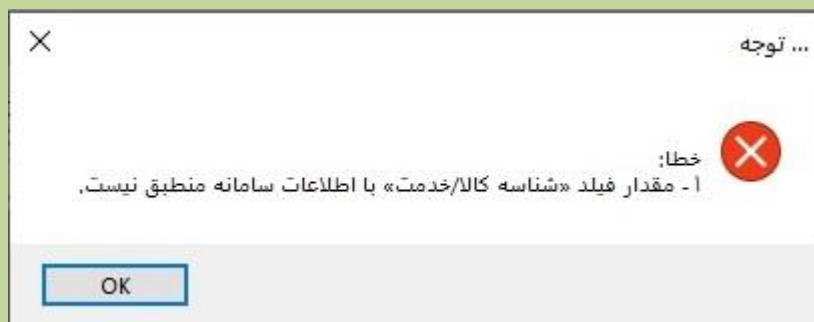 توجه ...
خطا:
۱- مقدار فیلد «شناسه کالا/خدمت» با اطلاعات سامانه منطبق نیست.
OK